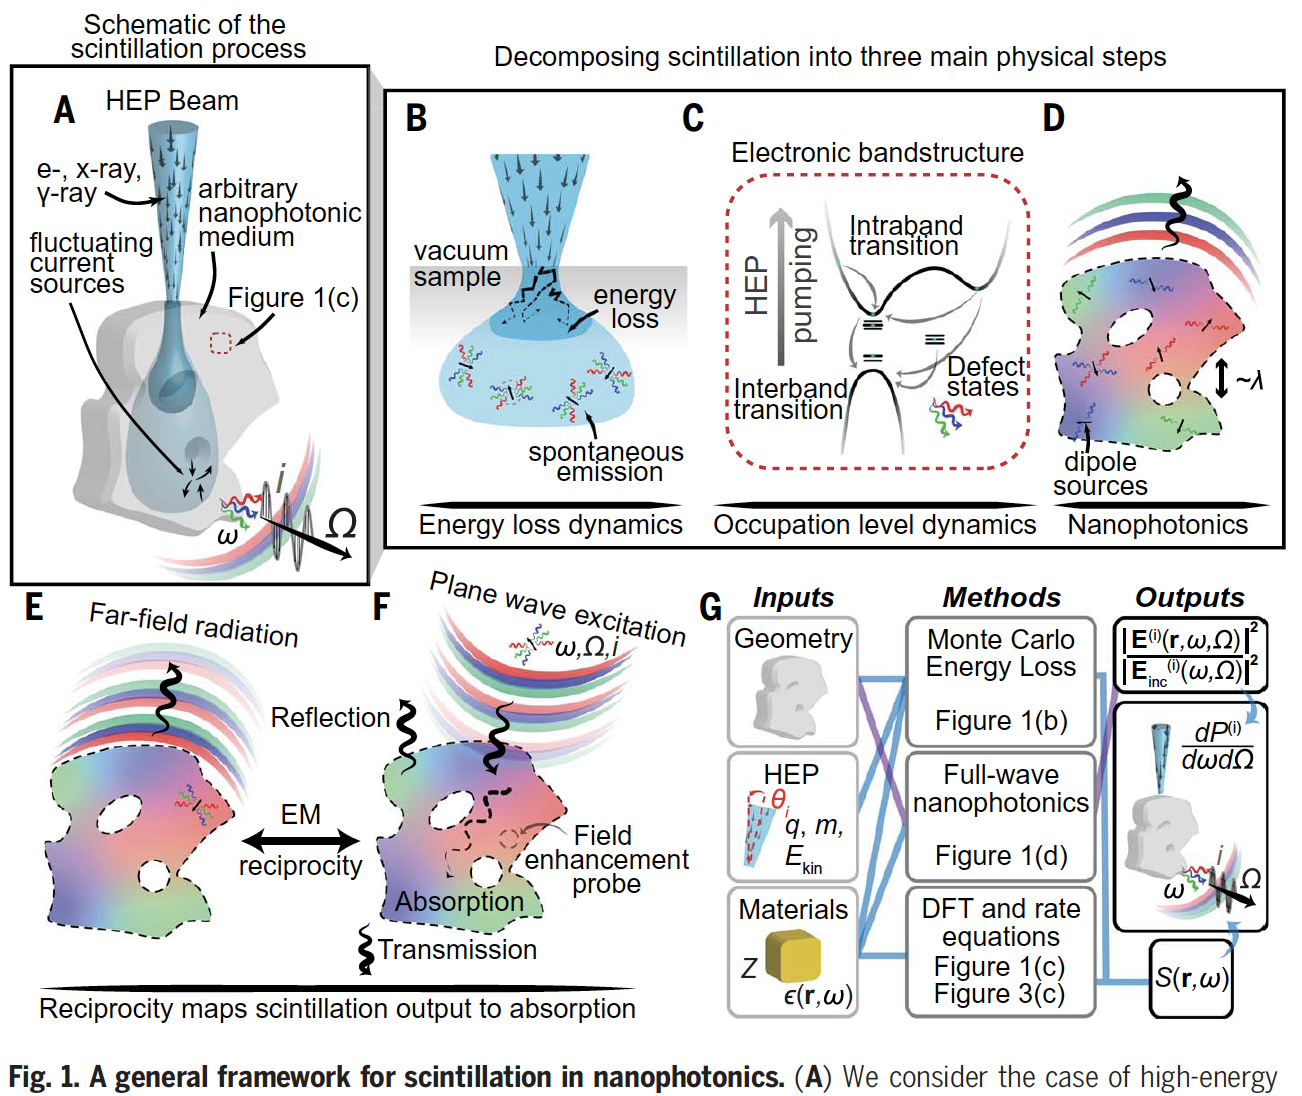 Schematic of the
scintillation process
Decomposing scintillation into three main physical steps
A
HEP Beam
e-, x-ray,
γ-ray
arbitrary
nanophotonic
medium
fluctuating
current
sources
Figure 1(c)
i
ω
Ω
B
vacuum
sample
energy
loss
spontaneous
emission
Energy loss dynamics
C
Electronic bandstructure
HEP
pumping
Intraband
transition
Interband
transition
Defect
states
Occupation level dynamics
D
~λ
dipole
sources
Nanophotonics
E
Far-field radiation
EM
reciprocity
F
Plane wave excitation
ω,Ω,i
Reflection
Field
enhancement
probe
Absorption
Transmission
Reciprocity maps scintillation output to absorption
G
Inputs
Methods
Outputs
Geometry
HEP
θi
q, m,
Ekin
Materials
Z
ϵ(r,ω)
Monte Carlo
Energy Loss
Figure 1(b)
Full-wave
nanophotonics
Figure 1(d)
DFT and rate
equations
Figure 1(c)
Figure 3(c)
|E(i)(r,ω,Ω)|2
|Einc(i)(ω,Ω)|2
dP(i)
dωdΩ
i
ω
Ω
S(r,ω)
Fig. 1. A general framework for scintillation in nanophotonics. (A) We consider the case of high-energy